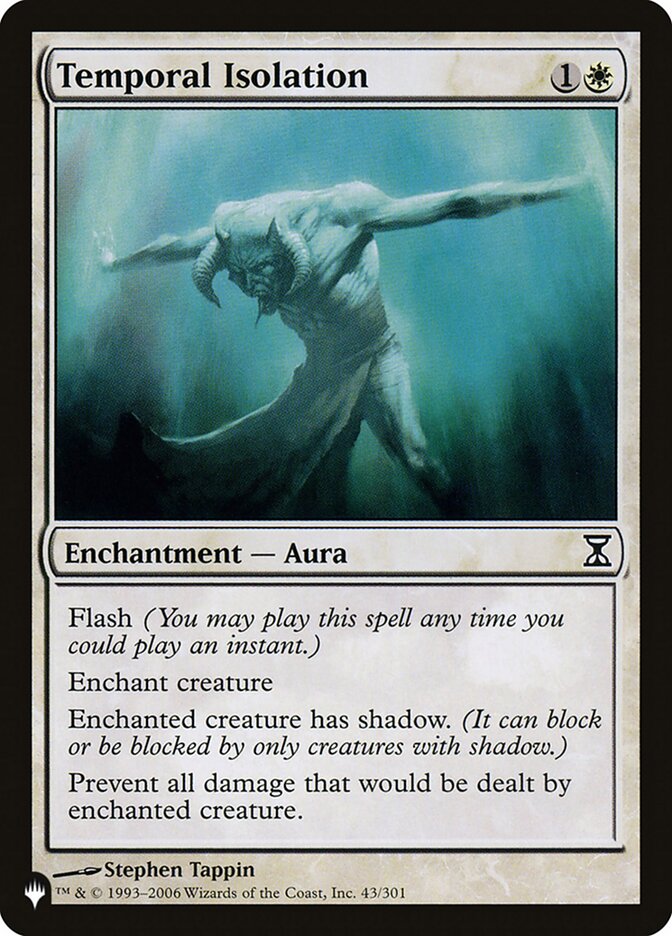 Temporal Isolation 1
Enchantment — Aura
Flash (You may play this spell any time you
could play an instant.)
Enchant creature
Enchanted creature has shadow. (It can block
or be blocked by only creatures with shadow.)
Prevent all damage that would be dealt by
enchanted creature.
Stephen Tappin
™ & © 1993–2006 Wizards of the Coast, Inc. 43/301